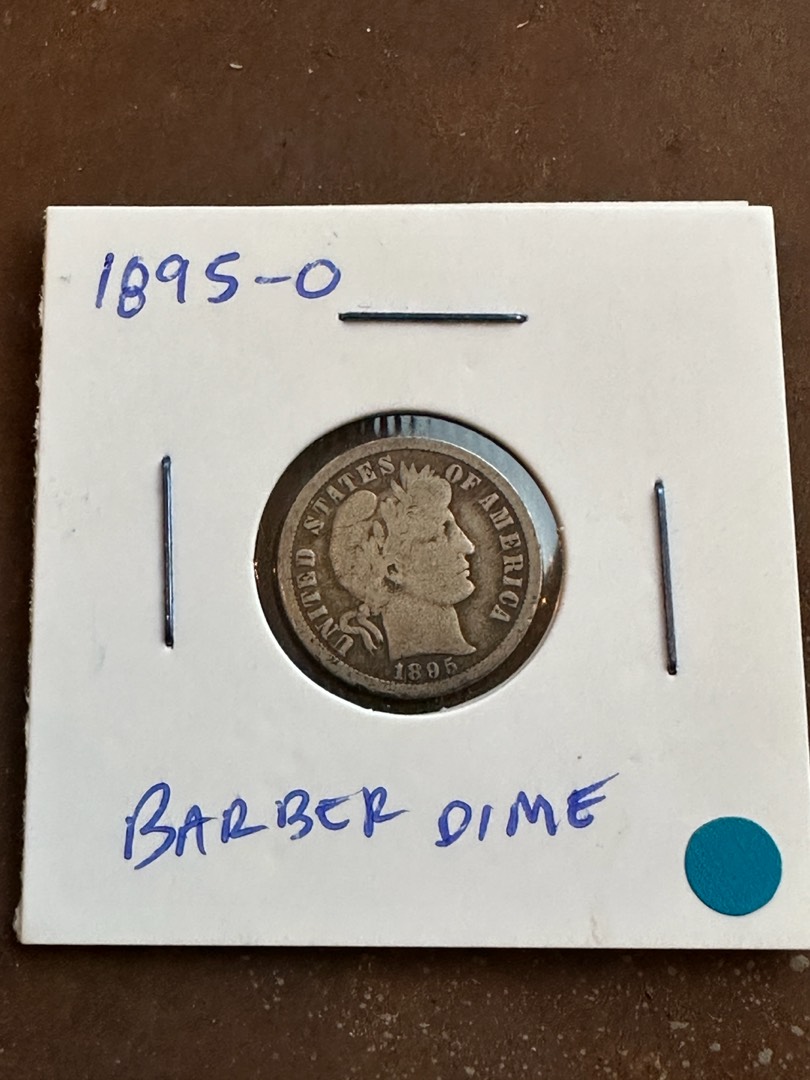 1895-O
UNITED STATES OF AMERICA
1895
BARBER DIME